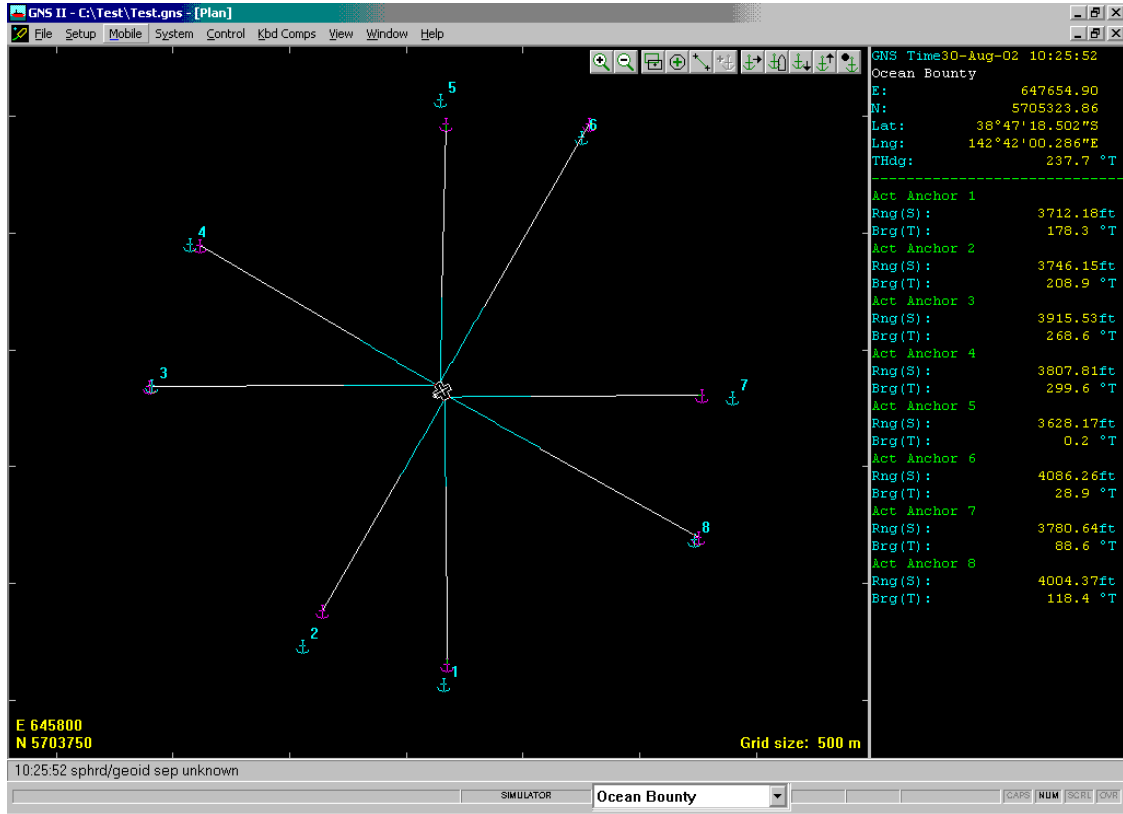 GNS II - C:\Test\Test.gns - [Plan]
File Setup Mobile System Control Kbd Comps View Window Help
GNS Time30-Aug-02 10:25:52
Ocean Bounty
E: 647654.90
N: 5705323.86
Lat: 38°47'18.502"S
Lng: 142°42'00.286"E
THdg: 237.7 °T
Act Anchor 1
Rng(S): 3712.18ft
Brg(T): 178.3 °T
Act Anchor 2
Rng(S): 3746.15ft
Brg(T): 208.9 °T
Act Anchor 3
Rng(S): 3915.53ft
Brg(T): 268.6 °T
Act Anchor 4
Rng(S): 3807.81ft
Brg(T): 299.6 °T
Act Anchor 5
Rng(S): 3628.17ft
Brg(T): 0.2 °T
Act Anchor 6
Rng(S): 4086.26ft
Brg(T): 28.9 °T
Act Anchor 7
Rng(S): 3780.64ft
Brg(T): 88.6 °T
Act Anchor 8
Rng(S): 4004.37ft
Brg(T): 118.4 °T
5
6
4
3
7
8
2
1
E 645800
N 5703750
Grid size: 500 m
10:25:52 sphrd/geoid sep unknown
SIMULATOR
Ocean Bounty
CAPS NUM SCRL OVR